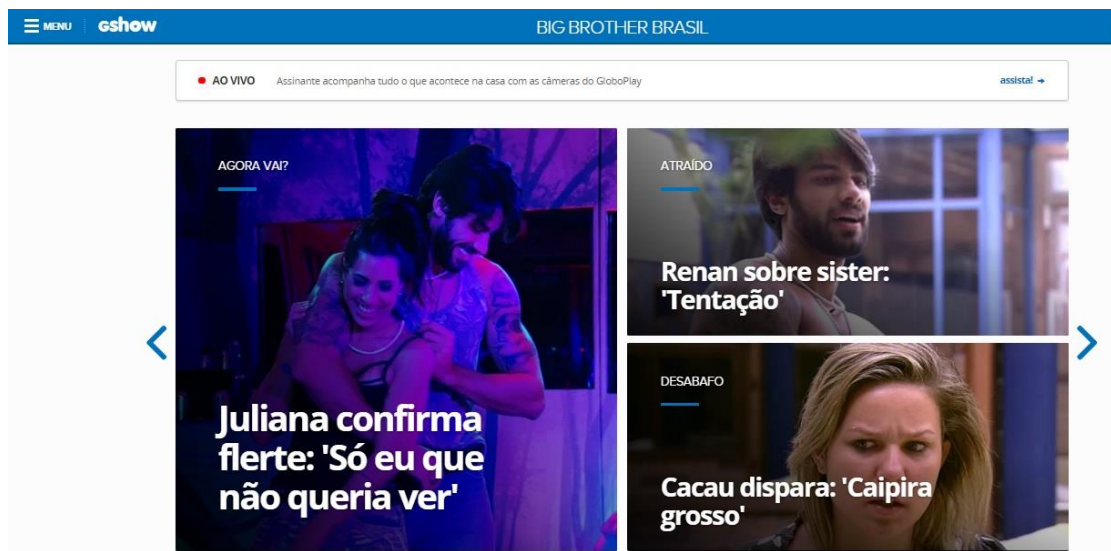 MENU
Gshow
BIG BROTHER BRASIL
AO VIVO
Assinante acompanha tudo o que acontece na casa com as câmeras do GloboPlay
assista!
AGORA VAI?
Juliana confirma
flerte: 'Só eu que
não queria ver'
ATRAÍDO
Renan sobre sister:
'Tentação'
DESABAFO
Cacau dispara: 'Caipira
grosso'